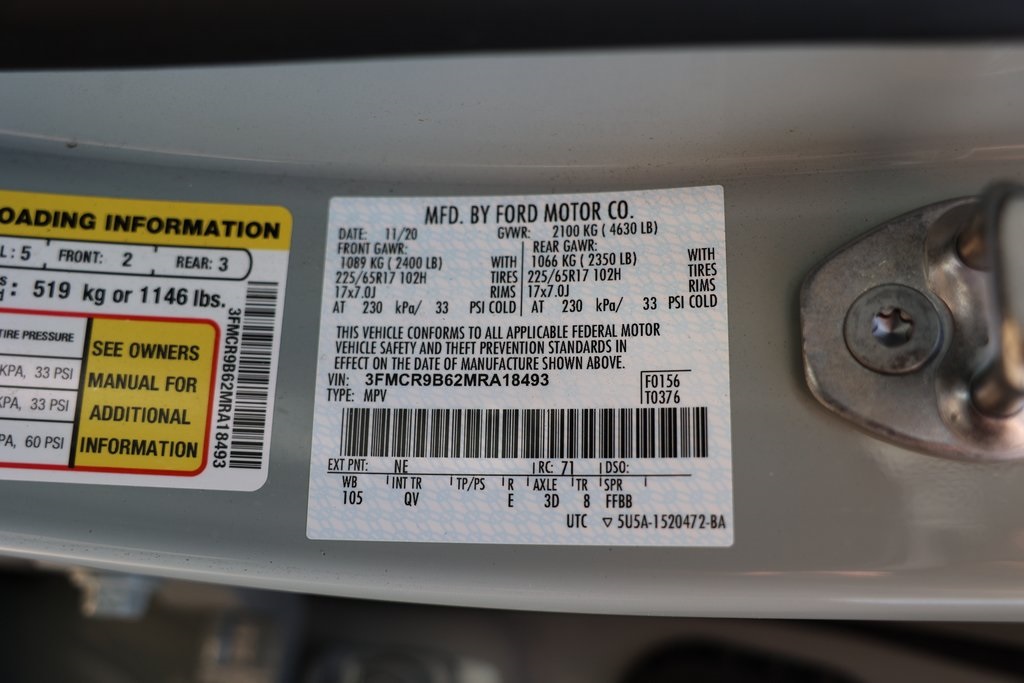 OADING INFORMATION
L: 5 FRONT: 2 REAR: 3
: 519 kg or 1146 lbs.
TIRE PRESSURE
KPA, 33 PSI
KPA, 33 PSI
PA, 60 PSI
SEE OWNERS
MANUAL FOR
ADDITIONAL
INFORMATION
3FMCR9B62MRA18493
MFD. BY FORD MOTOR CO.
DATE: 11/20 GVWR: 2100 KG ( 4630 LB)
FRONT GAWR: REAR GAWR:
1089 KG ( 2400 LB) WITH 1066 KG ( 2350 LB) WITH
225/65R17 102H TIRES 225/65R17 102H TIRES
17x7.0J RIMS 17x7.0J RIMS
AT 230 kPa/ 33 PSI COLD AT 230 kPa/ 33 PSI COLD
THIS VEHICLE CONFORMS TO ALL APPLICABLE FEDERAL MOTOR
VEHICLE SAFETY AND THEFT PREVENTION STANDARDS IN
EFFECT ON THE DATE OF MANUFACTURE SHOWN ABOVE.
VIN: 3FMCR9B62MRA18493 F0156
TYPE: MPV T0376
EXT PNT: NE RC: 71 DSO:
WB INT TR TP/PS R AXLE TR SPR
105 QV E 3D 8 FFBB
UTC ▽ 5U5A-1520472-BA